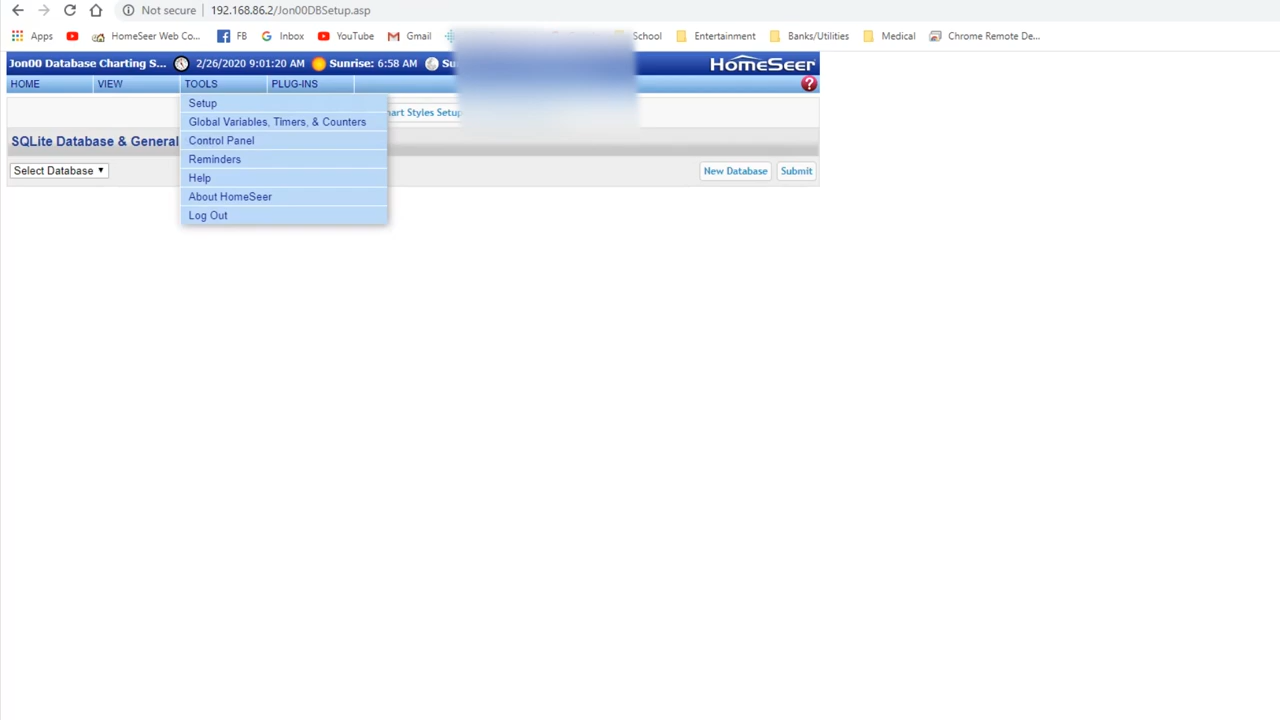 Not secure | 192.168.86.2/Jon00DBSetup.asp
Apps HomeSeer Web Co... FB Inbox YouTube Gmail School Entertainment Banks/Utilities Medical Chrome Remote De...
Jon00 Database Charting S... 2/26/2020 9:01:20 AM Sunrise: 6:58 AM Su HomeSeer
HOME VIEW TOOLS PLUG-INS ?
Setup
art Styles Setup
Global Variables, Timers, & Counters
SQLite Database & General
Control Panel
Reminders
Select Database New Database Submit
Help
About HomeSeer
Log Out